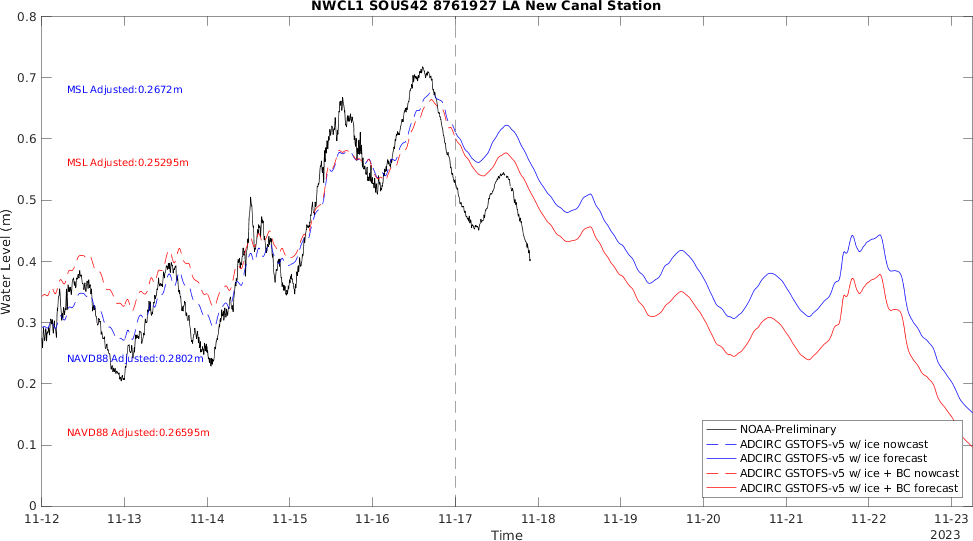 NWCL1 SOUS42 8761927 LA New Canal Station
0.8
0.7
0.6
0.5
0.4
0.3
0.2
0.1
0
Water Level (m)
MSL Adjusted:0.2672m
MSL Adjusted:0.25295m
NAVD88 Adjusted:0.2802m
NAVD88 Adjusted:0.26595m
NOAA-Preliminary
ADCIRC GSTOFS-v5 w/ ice nowcast
ADCIRC GSTOFS-v5 w/ ice forecast
ADCIRC GSTOFS-v5 w/ ice + BC nowcast
ADCIRC GSTOFS-v5 w/ ice + BC forecast
11-12 11-13 11-14 11-15 11-16 11-17 11-18 11-19 11-20 11-21 11-22 11-23
2023
Time